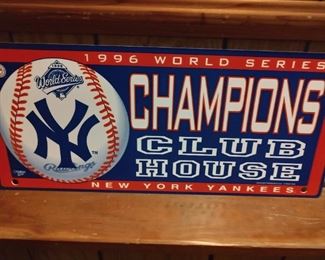 1996 WORLD SERIES
World Series
CHAMPIONS
NY
CLUB
HOUSE
NEW YORK YANKEES